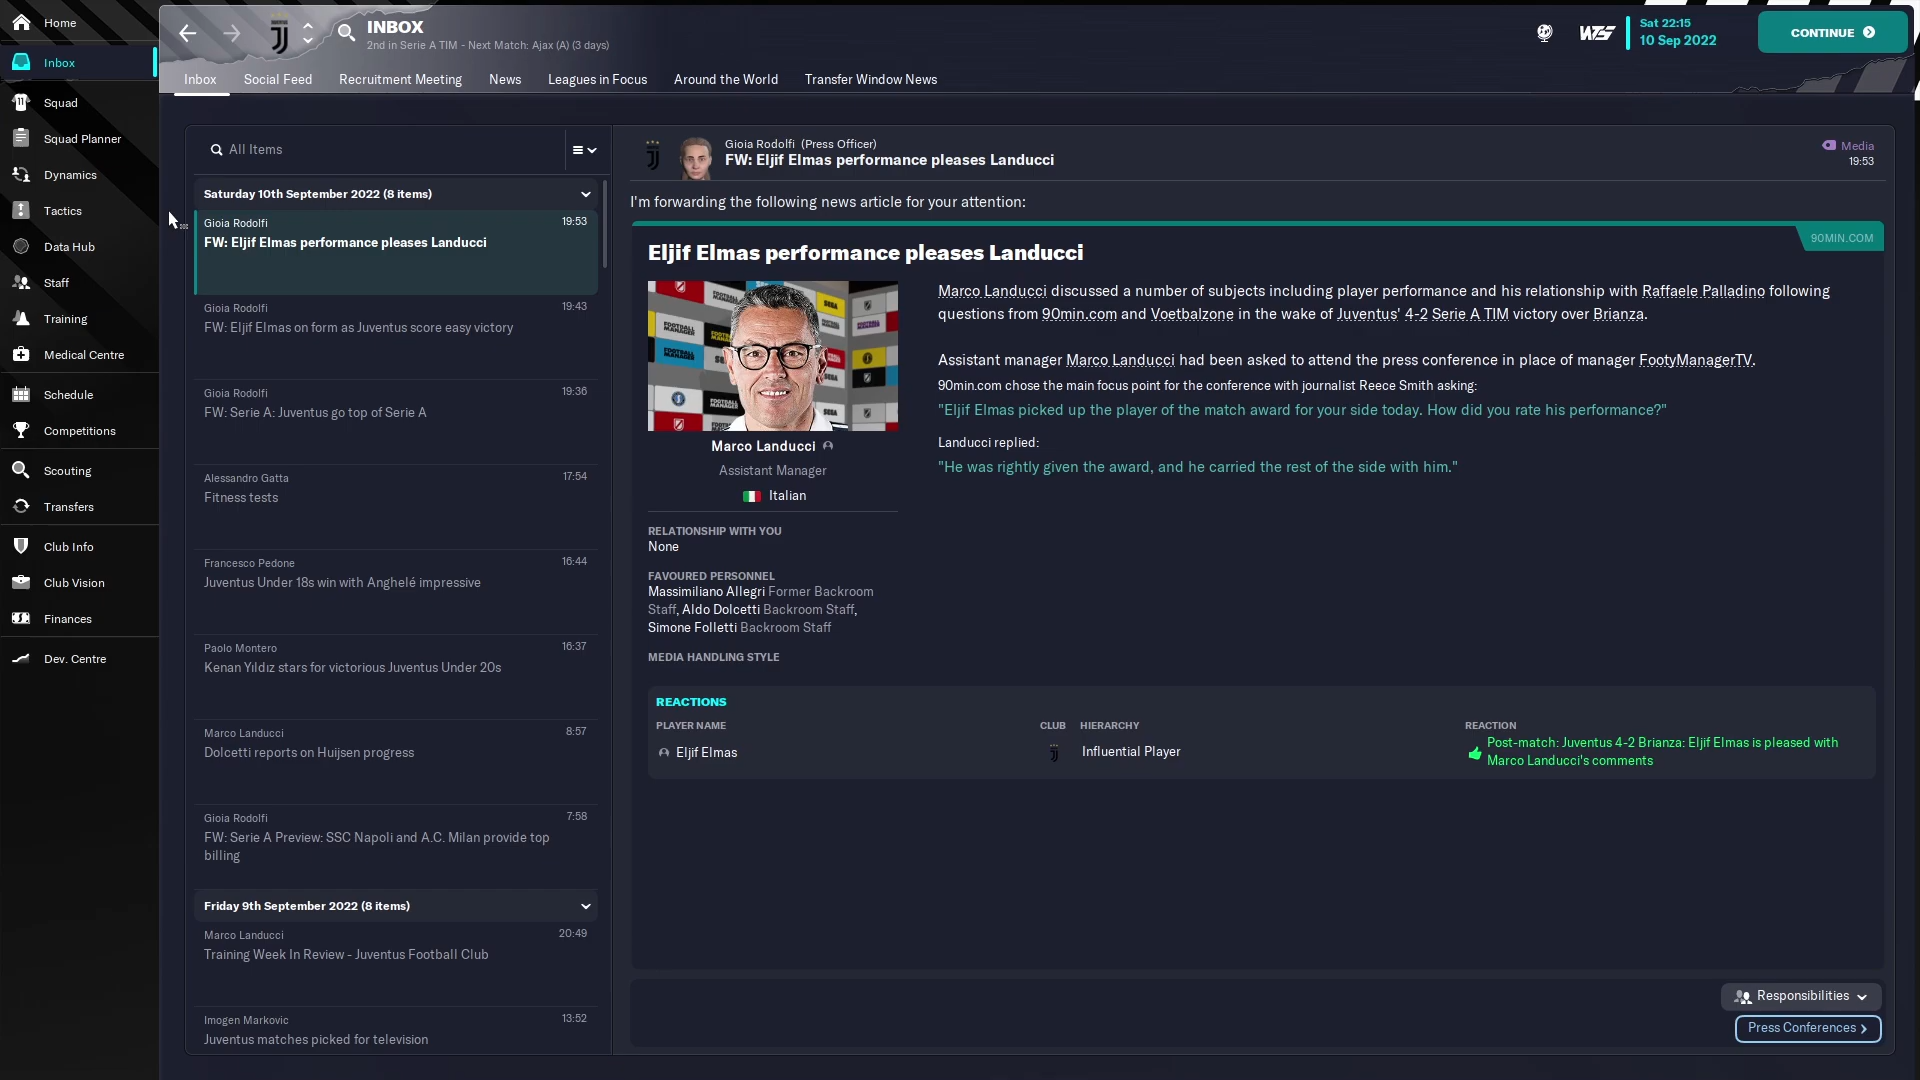 Home
Inbox
Squad
Squad Planner
Dynamics
Tactics
Data Hub
Staff
Training
Medical Centre
Schedule
Competitions
Scouting
Transfers
Club Info
Club Vision
Finances
Dev. Centre
INBOX
2nd in Serie A TIM - Next Match: Ajax (A) (3 days)
Sat 22:15
10 Sep 2022
CONTINUE
Inbox Social Feed Recruitment Meeting News Leagues in Focus Around the World Transfer Window News
All Items
Saturday 10th September 2022 (8 items)
Gioia Rodolfi 19:53
FW: Eljif Elmas performance pleases Landucci
Gioia Rodolfi 19:43
FW: Eljif Elmas on form as Juventus score easy victory
Gioia Rodolfi 19:36
FW: Serie A: Juventus go top of Serie A
Alessandro Gatta 17:54
Fitness tests
Francesco Pedone 16:44
Juventus Under 18s win with Anghelé impressive
Paolo Montero 16:37
Kenan Yıldız stars for victorious Juventus Under 20s
Marco Landucci 8:57
Dolcetti reports on Huijsen progress
Gioia Rodolfi 7:58
FW: Serie A Preview: SSC Napoli and A.C. Milan provide top
billing
Friday 9th September 2022 (8 items)
Marco Landucci 20:49
Training Week In Review - Juventus Football Club
Imogen Markovic 13:52
Juventus matches picked for television
Gioia Rodolfi (Press Officer)
FW: Eljif Elmas performance pleases Landucci
Media
19:53
I'm forwarding the following news article for your attention:
90MIN.COM
Eljif Elmas performance pleases Landucci
FOOTBALL MANAGER
SEGA
Marco Landucci
Assistant Manager
Italian
RELATIONSHIP WITH YOU
None
FAVOURED PERSONNEL
Massimiliano Allegri Former Backroom
Staff, Aldo Dolcetti Backroom Staff,
Simone Folletti Backroom Staff
MEDIA HANDLING STYLE
Marco Landucci discussed a number of subjects including player performance and his relationship with Raffaele Palladino following
questions from 90min.com and Voetbalzone in the wake of Juventus' 4-2 Serie A TIM victory over Brianza.
Assistant manager Marco Landucci had been asked to attend the press conference in place of manager FootyManagerTV.
90min.com chose the main focus point for the conference with journalist Reece Smith asking:
"Eljif Elmas picked up the player of the match award for your side today. How did you rate his performance?"
Landucci replied:
"He was rightly given the award, and he carried the rest of the side with him."
REACTIONS
PLAYER NAME CLUB HIERARCHY REACTION
Eljif Elmas Influential Player Post-match: Juventus 4-2 Brianza: Eljif Elmas is pleased with
Marco Landucci's comments
Responsibilities
Press Conferences